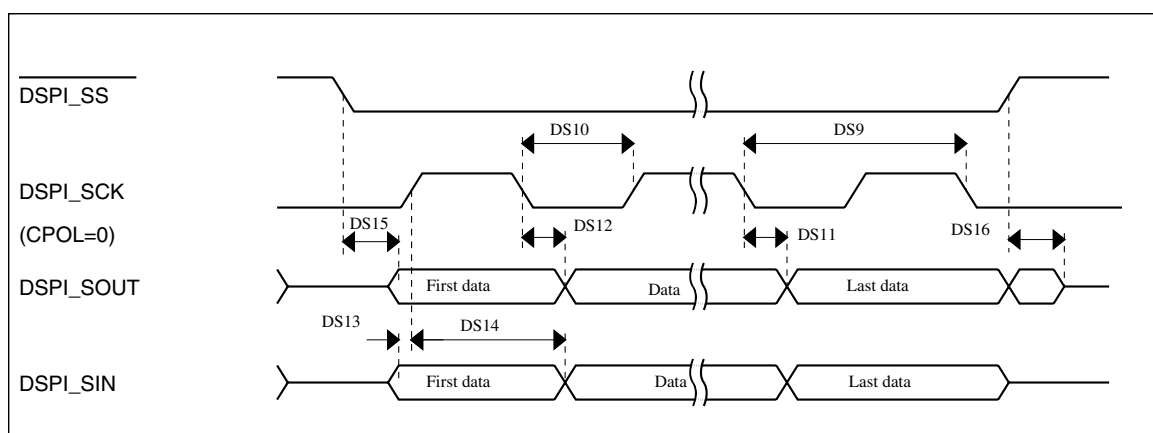 DSPI_SS
DS10
DS9
DSPI_SCK
DS15
DS12
DS11
DS16
(CPOL=0)
DSPI_SOUT
First data
Data
Last data
DS13
DS14
DSPI_SIN
First data
Data
Last data